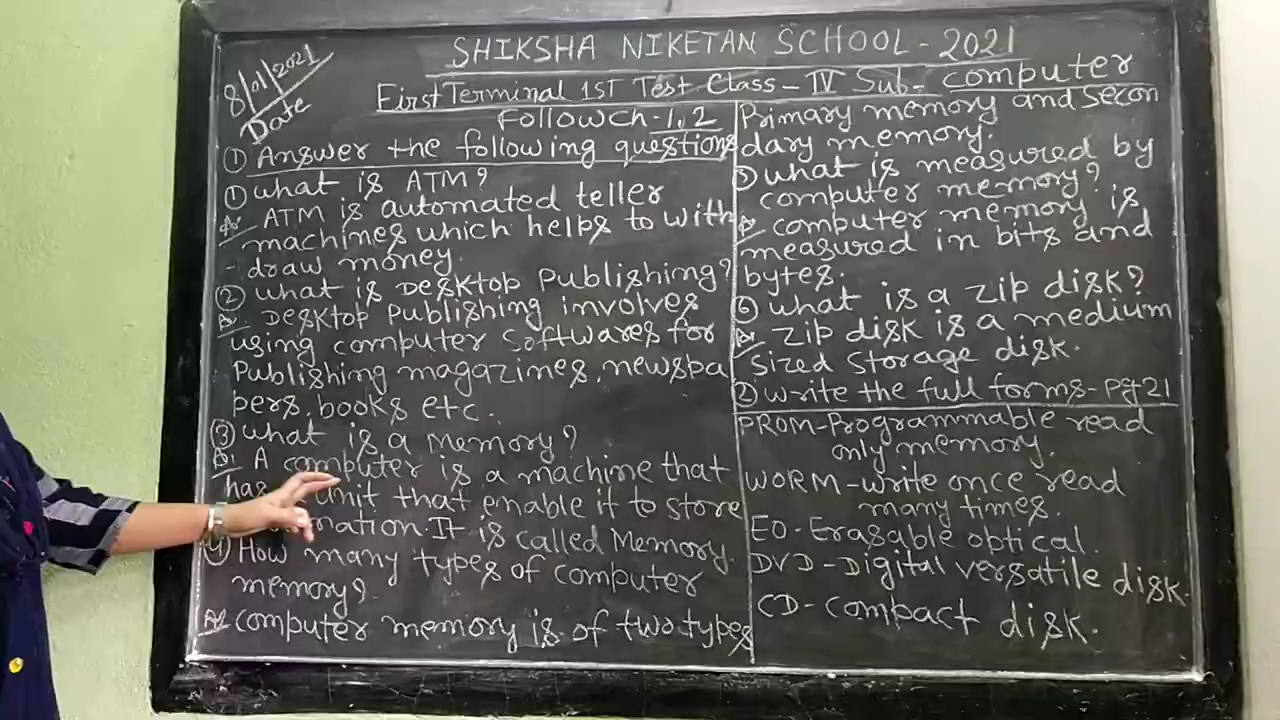 8/01/2021
Date
SHIKSHA NIKETAN SCHOOL - 2021
First Terminal 1ST Test Class - IV Sub - computer
Follow Ch - 1, 2
① Answer the following questions
① what is ATM?
A: ATM is automated teller
machines which helps to with
- draw money.
② what is Desktop publishing?
A: Desktop publishing involves
using computer softwares for
publishing magazines, newspa
pers, books etc.
③ what is a memory?
A: A computer is a machine that
has unit that enable it to store
mation. It is called Memory.
④ How many types of computer
memory?
A: computer memory is of two types
Primary memory and secon
dary memory.
⑤ what is measured by
computer memory?
A: computer memory is
measured in bits and
bytes.
⑥ what is a zip disk?
A: zip disk is a medium
sized storage disk.
② write the full forms - pg 21
PROM - Programmable read
only memory.
WORM - write once read
many times.
EO - Erasable optical.
DVD - Digital versatile disk.
CD - compact disk.